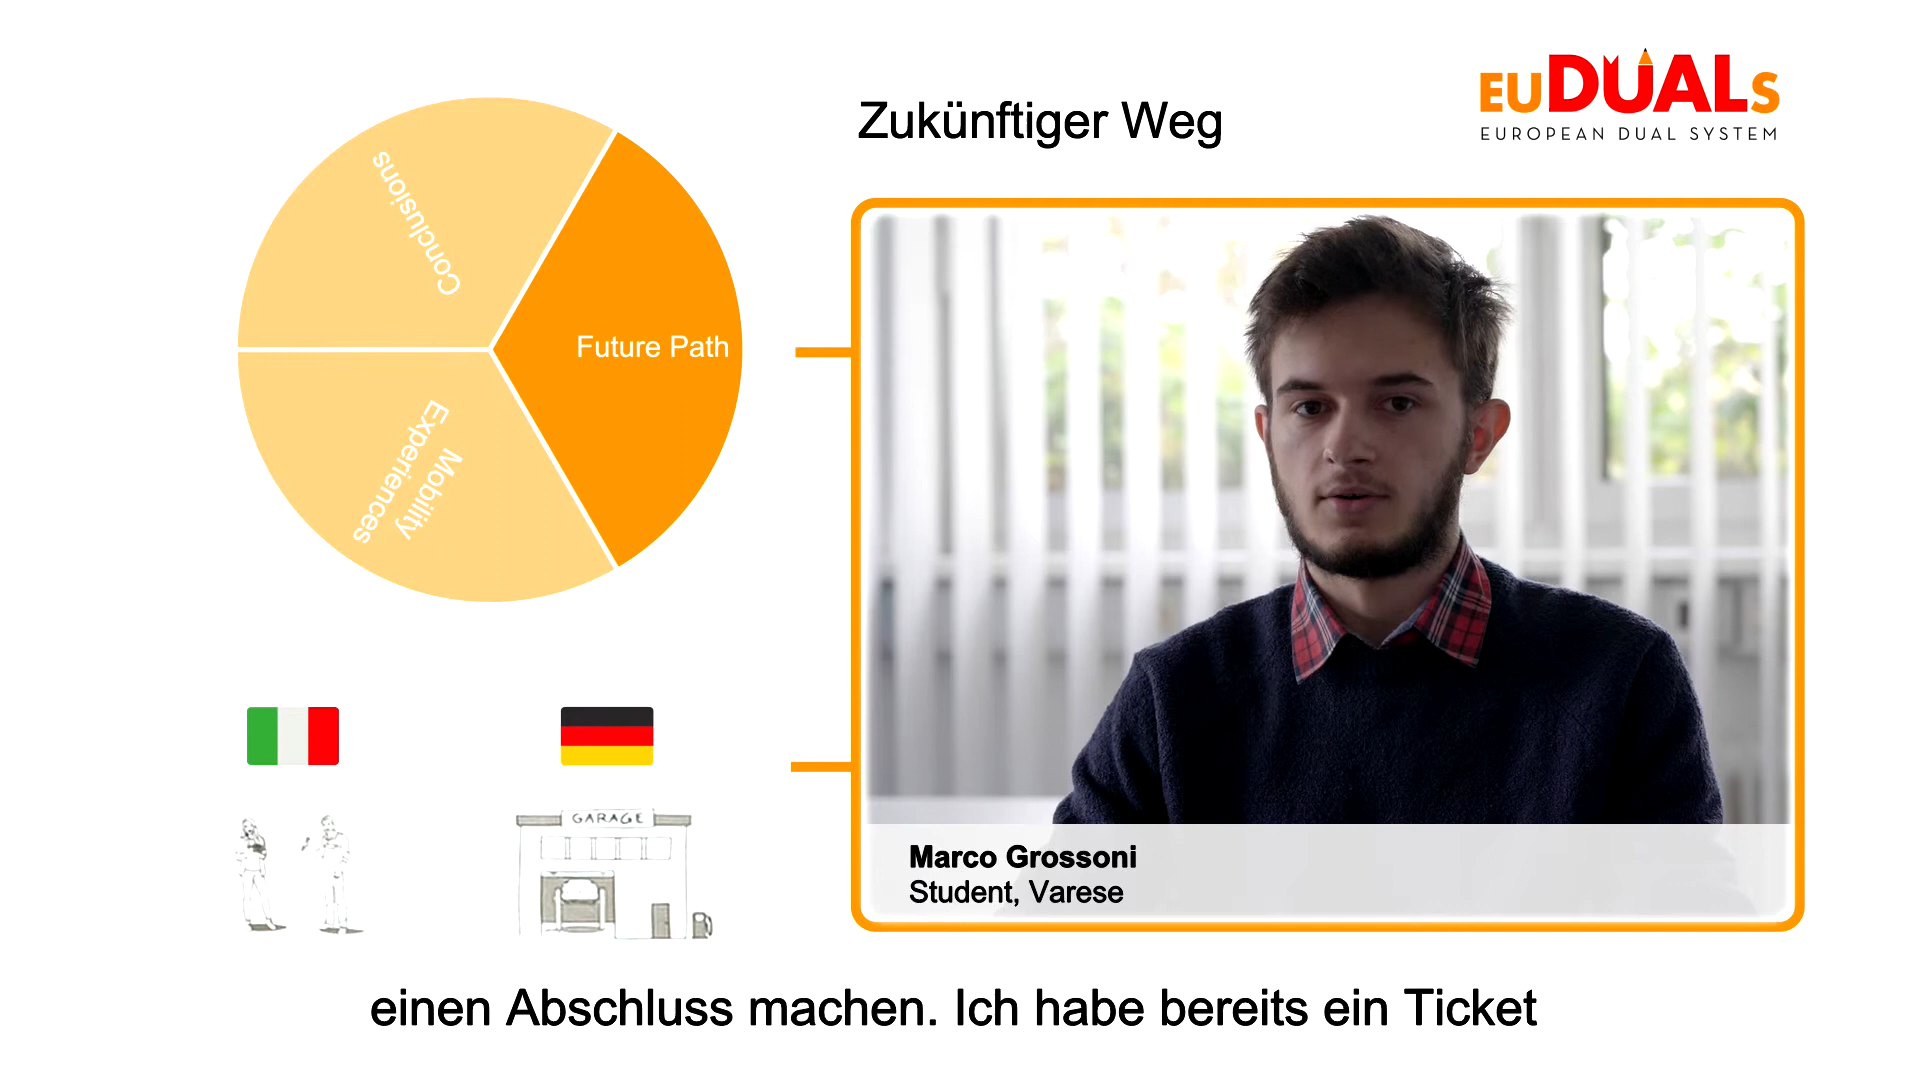 Zukünftiger Weg
EUDUALS
EUROPEAN DUAL SYSTEM
Conclusions
Future Path
Mobility
Experiences
GARAGE
Marco Grossoni
Student, Varese
einen Abschluss machen. Ich habe bereits ein Ticket